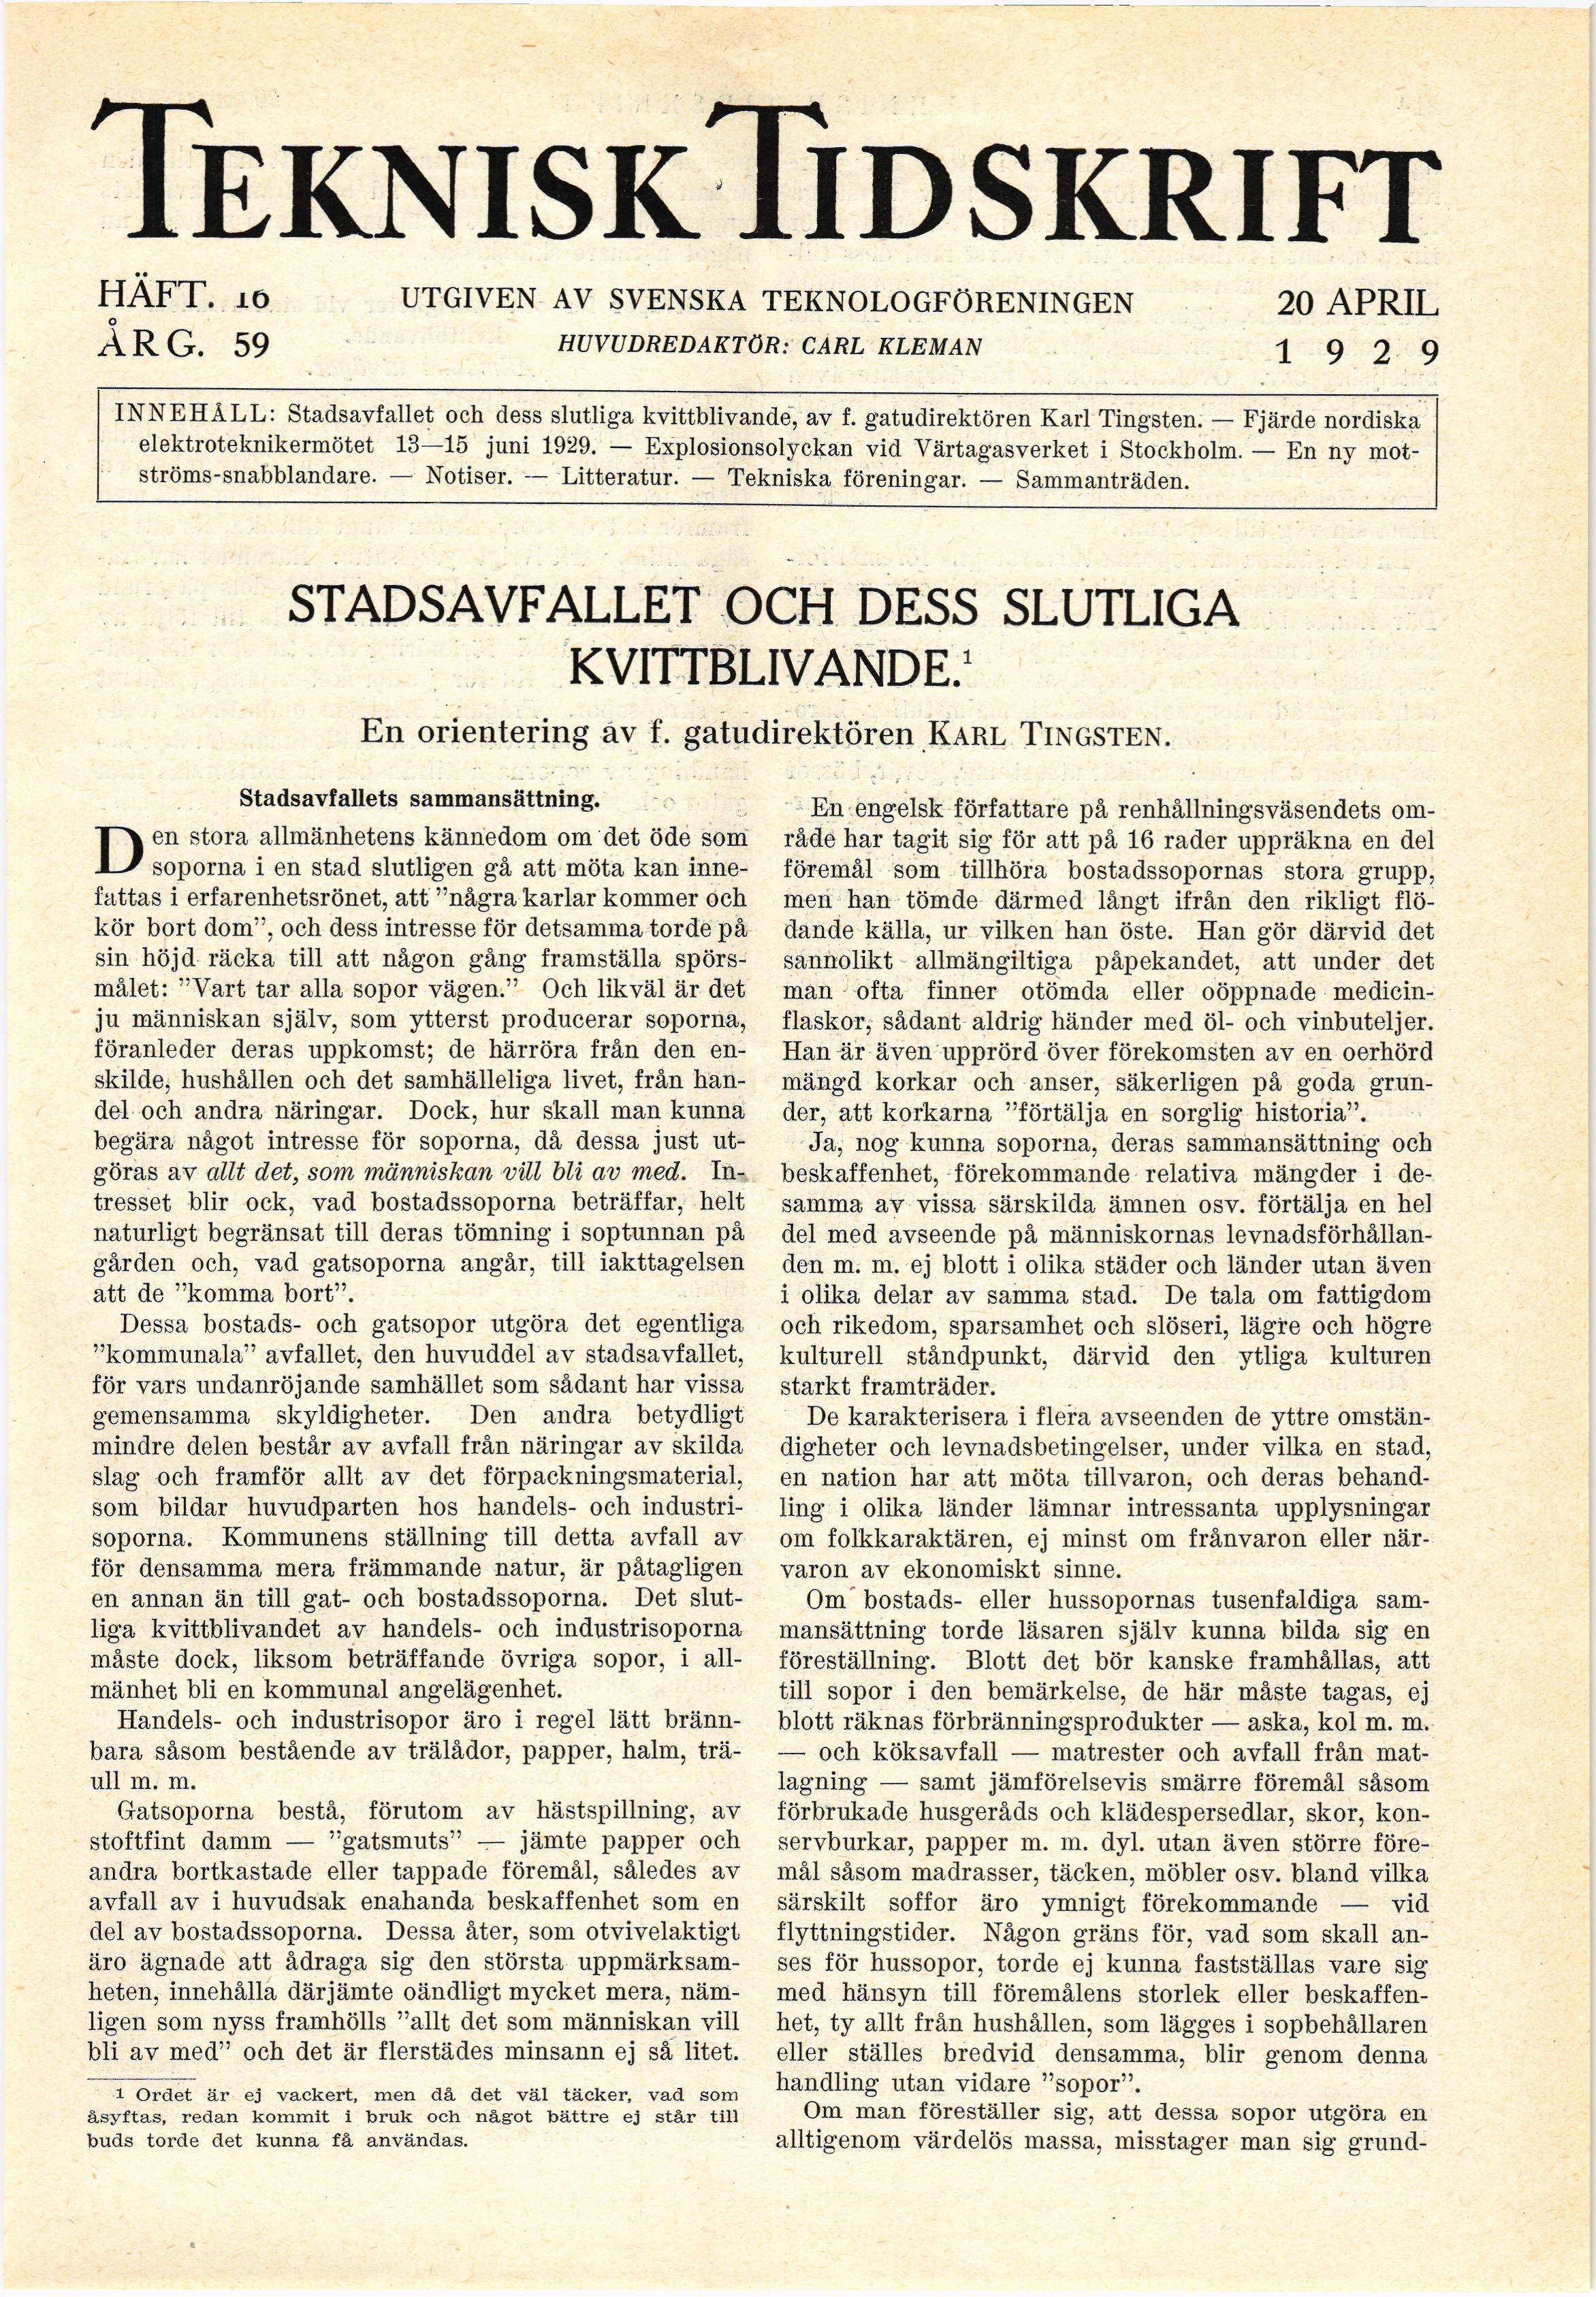 TEKNISK TIDSKRIFT
HÄFT. 16
ÅRG. 59
UTGIVEN AV SVENSKA TEKNOLOGFÖRENINGEN
HUVUDREDAKTÖR: CARL KLEMAN
20 APRIL
1 9 2 9
INNEHÅLL: Stadsavfallet och dess slutliga kvittblivande, av f. gatudirektören Karl Tingsten. — Fjärde nordiska
elektroteknikermötet 13—15 juni 1929. — Explosionsolyckan vid Värtagasverket i Stockholm. — En ny mot-
ströms-snabblandare. — Notiser. — Litteratur. — Tekniska föreningar. — Sammanträden.
STADSAVFALLET OCH DESS SLUTLIGA
KVITTBLIVANDE.¹
En orientering av f. gatudirektören KARL TINGSTEN.
Stadsavfallets sammansättning.
Den stora allmänhetens kännedom om det öde som
soporna i en stad slutligen gå att möta kan inne-
fattas i erfarenhetsrönet, att ”några karlar kommer och
kör bort dom”, och dess intresse för detsamma torde på
sin höjd räcka till att någon gång framställa spörs-
målet: ”Vart tar alla sopor vägen.” Och likväl är det
ju människan själv, som ytterst producerar soporna,
föranleder deras uppkomst; de härröra från den en-
skilde, hushållen och det samhälleliga livet, från han-
del och andra näringar. Dock, hur skall man kunna
begära något intresse för soporna, då dessa just ut-
göras av allt det, som människan vill bli av med. In-
tresset blir ock, vad bostadssoporna beträffar, helt
naturligt begränsat till deras tömning i soptunnan på
gården och, vad gatsoporna angår, till iakttagelsen
att de ”komma bort”.
Dessa bostads- och gatsopor utgöra det egentliga
”kommunala” avfallet, den huvuddel av stadsavfallet,
för vars undanröjande samhället som sådant har vissa
gemensamma skyldigheter. Den andra betydligt
mindre delen består av avfall från näringar av skilda
slag och framför allt av det förpackningsmaterial,
som bildar huvudparten hos handels- och industri-
soporna. Kommunens ställning till detta avfall av
för densamma mera främmande natur, är påtagligen
en annan än till gat- och bostadssoporna. Det slut-
liga kvittblivandet av handels- och industrisoporna
måste dock, liksom beträffande övriga sopor, i all-
mänhet bli en kommunal angelägenhet.
Handels- och industrisopor äro i regel lätt bränn-
bara såsom bestående av trälådor, papper, halm, trä-
ull m. m.
Gatsoporna bestå, förutom av hästspillning, av
stoftfint damm — ”gatsmuts” — jämte papper och
andra bortkastade eller tappade föremål, således av
avfall av i huvudsak enahanda beskaffenhet som en
del av bostadssoporna. Dessa åter, som otvivelaktigt
äro ägnade att ådraga sig den största uppmärksam-
heten, innehålla därjämte oändligt mycket mera, näm-
ligen som nyss framhölls ”allt det som människan vill
bli av med” och det är flerstädes minsann ej så litet.
1 Ordet är ej vackert, men då det väl täcker, vad som
åsyftas, redan kommit i bruk och något bättre ej står till
buds torde det kunna få användas.
En engelsk författare på renhållningsväsendets om-
råde har tagit sig för att på 16 rader uppräkna en del
föremål som tillhöra bostadssopornas stora grupp,
men han tömde därmed långt ifrån den rikligt flö-
dande källa, ur vilken han öste. Han gör därvid det
sannolikt allmängiltiga påpekandet, att under det
man ofta finner otömda eller oöppnade medicin-
flaskor, sådant aldrig händer med öl- och vinbuteljer.
Han är även upprörd över förekomsten av en oerhörd
mängd korkar och anser, säkerligen på goda grun-
der, att korkarna ”förtälja en sorglig historia”.
Ja, nog kunna soporna, deras sammansättning och
beskaffenhet, förekommande relativa mängder i de-
samma av vissa särskilda ämnen osv. förtälja en hel
del med avseende på människornas levnadsförhållan-
den m. m. ej blott i olika städer och länder utan även
i olika delar av samma stad. De tala om fattigdom
och rikedom, sparsamhet och slöseri, lägre och högre
kulturell ståndpunkt, därvid den ytliga kulturen
starkt framträder.
De karakterisera i flera avseenden de yttre omstän-
digheter och levnadsbetingelser, under vilka en stad,
en nation har att möta tillvaron, och deras behand-
ling i olika länder lämnar intressanta upplysningar
om folkkaraktären, ej minst om frånvaron eller när-
varon av ekonomiskt sinne.
Om bostads- eller hussopornas tusenfaldiga sam-
mansättning torde läsaren själv kunna bilda sig en
föreställning. Blott det bör kanske framhållas, att
till sopor i den bemärkelse, de här måste tagas, ej
blott räknas förbränningsprodukter — aska, kol m. m.
— och köksavfall — matrester och avfall från mat-
lagning — samt jämförelsevis smärre föremål såsom
förbrukade husgeråds och klädespersedlar, skor, kon-
servburkar, papper m. m. dyl. utan även större före-
mål såsom madrasser, täcken, möbler osv. bland vilka
särskilt soffor äro ymnigt förekommande — vid
flyttningstider. Någon gräns för, vad som skall an-
ses för hussopor, torde ej kunna fastställas vare sig
med hänsyn till föremålens storlek eller beskaffen-
het, ty allt från hushållen, som lägges i sopbehållaren
eller ställes bredvid densamma, blir genom denna
handling utan vidare ”sopor”.
Om man föreställer sig, att dessa sopor utgöra en
alltigenom värdelös massa, misstager man sig grund-